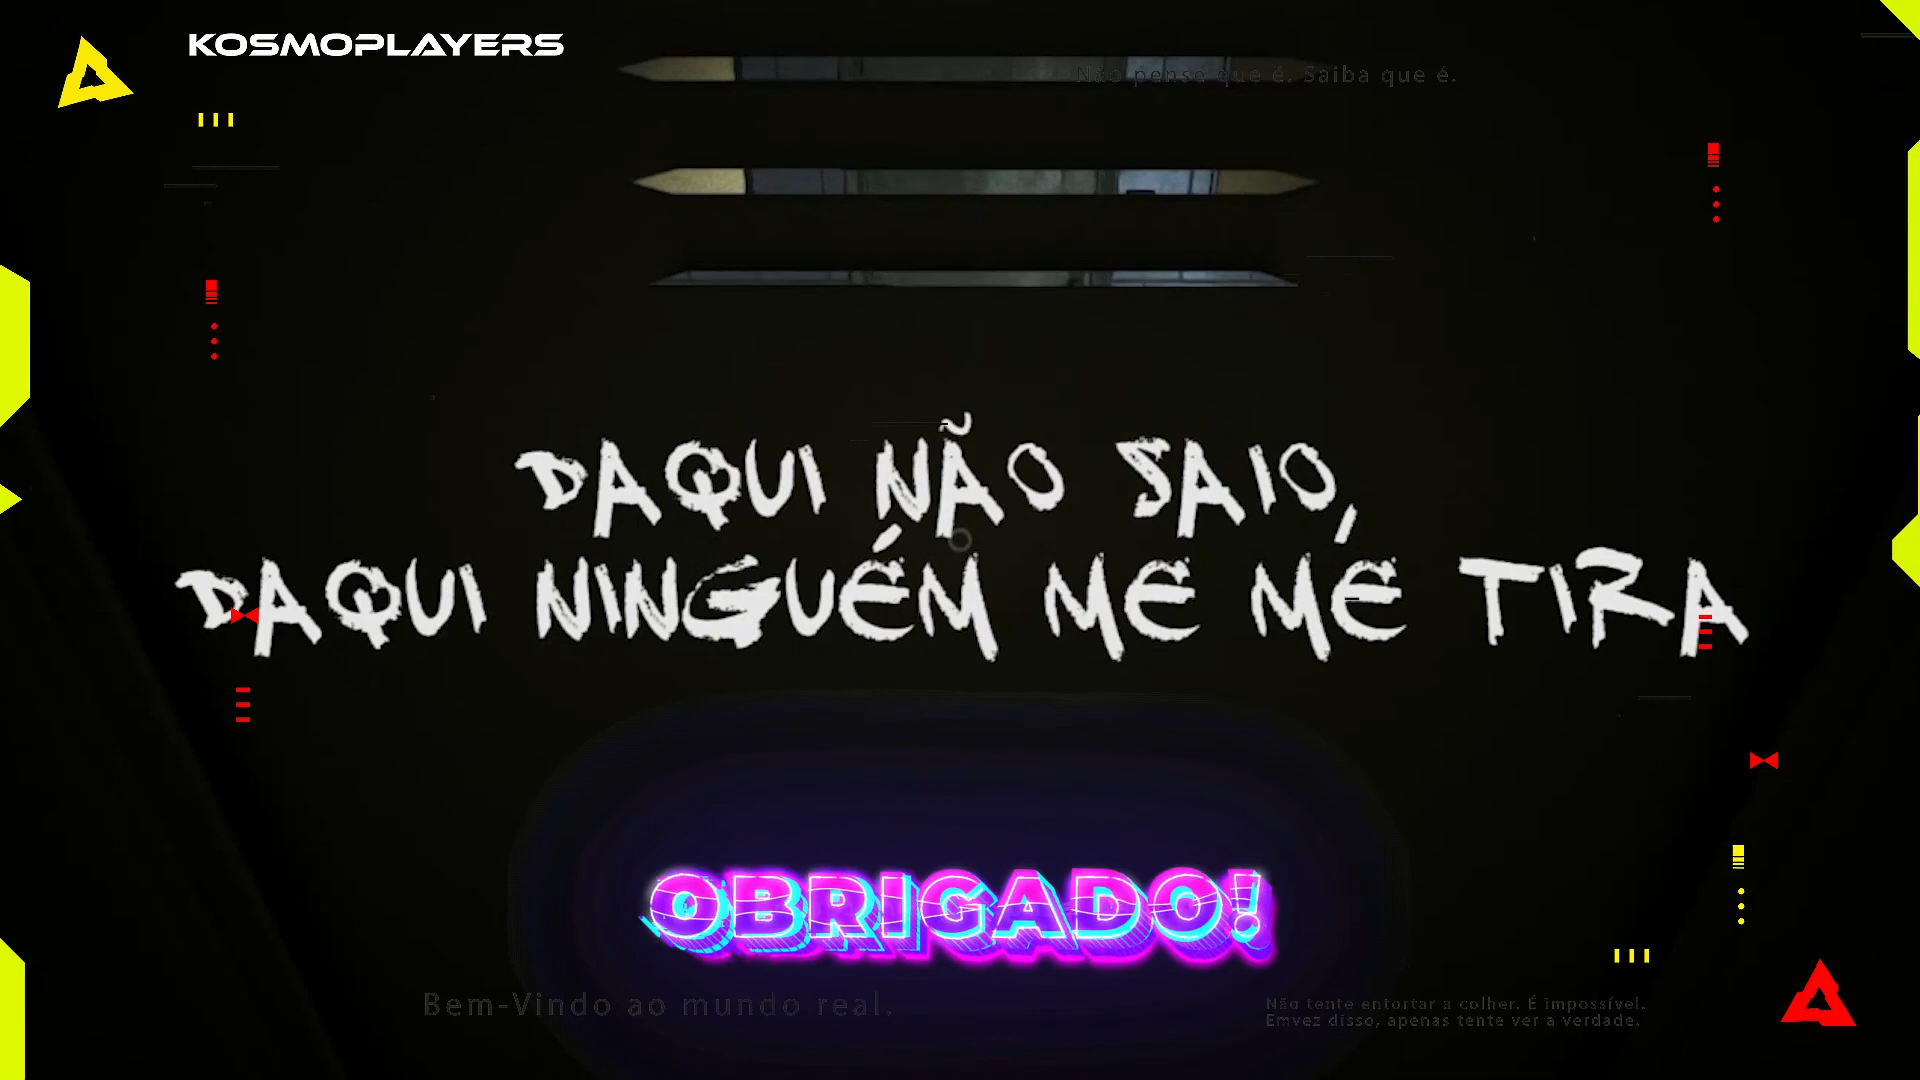 KOSMOPLAYERS
Não pense que é. Saiba que é.
DAQUI NÃO SAIO,
DAQUI NINGUÉM ME ME TIRA
OBRIGADO!
Bem-Vindo ao mundo real.
Não tente entortar a colher. É impossível.
Emvez disso, apenas tente ver a verdade.